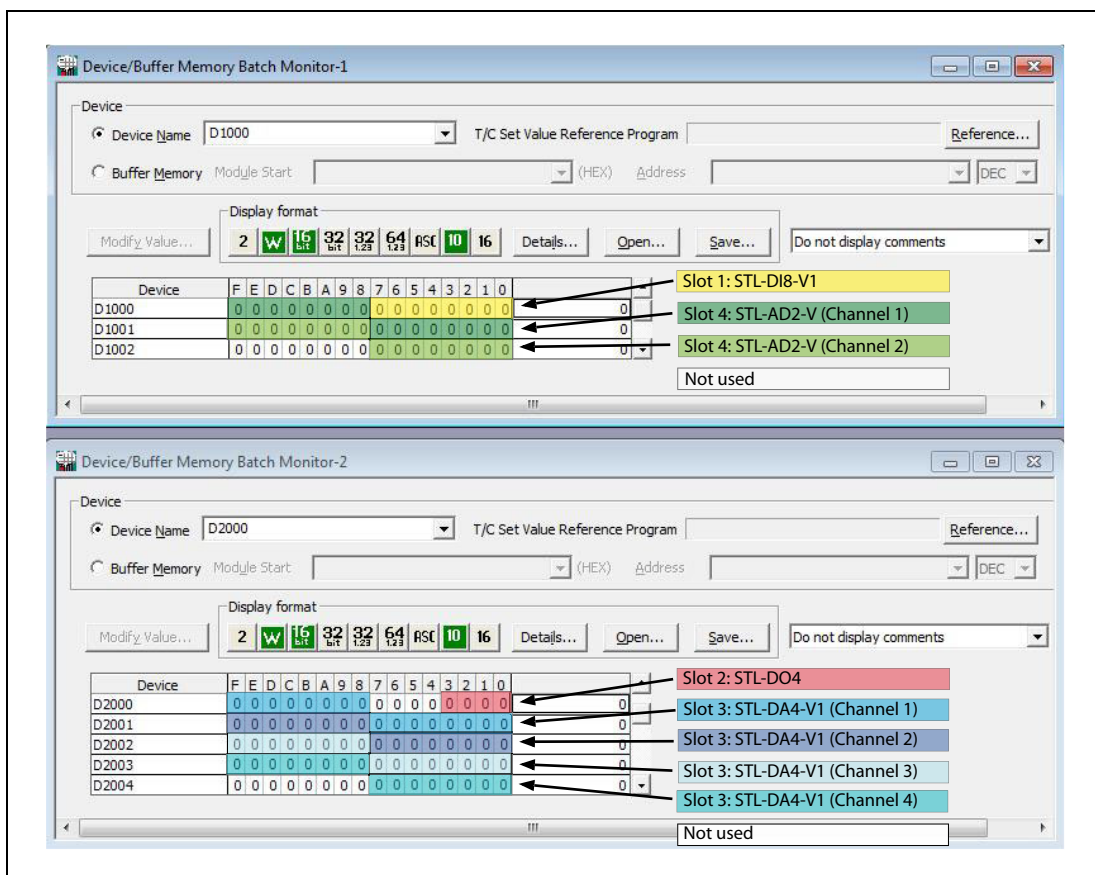 Device/Buffer Memory Batch Monitor-1
Device
Device Name D1000 T/C Set Value Reference Program Reference...
Buffer Memory Module Start (HEX) Address DEC
Display format
Modify Value... 2 W 16 bit 32 bit 32 1.23 64 1.23 ASC 10 16 Details... Open... Save... Do not display comments
Device F E D C B A 9 8 7 6 5 4 3 2 1 0
Slot 1: STL-DI8-V1
D1000 0 0 0 0 0 0 0 0 0 0 0 0 0 0 0 0 0
Slot 4: STL-AD2-V (Channel 1)
D1001 0 0 0 0 0 0 0 0 0 0 0 0 0 0 0 0 0
Slot 4: STL-AD2-V (Channel 2)
D1002 0 0 0 0 0 0 0 0 0 0 0 0 0 0 0 0 0
Not used
Device/Buffer Memory Batch Monitor-2
Device
Device Name D2000 T/C Set Value Reference Program Reference...
Buffer Memory Module Start (HEX) Address DEC
Display format
Modify Value... 2 W 16 bit 32 bit 32 1.23 64 1.23 ASC 10 16 Details... Open... Save... Do not display comments
Device F E D C B A 9 8 7 6 5 4 3 2 1 0
Slot 2: STL-DO4
D2000 0 0 0 0 0 0 0 0 0 0 0 0 0 0 0 0 0
Slot 3: STL-DA4-V1 (Channel 1)
D2001 0 0 0 0 0 0 0 0 0 0 0 0 0 0 0 0 0
Slot 3: STL-DA4-V1 (Channel 2)
D2002 0 0 0 0 0 0 0 0 0 0 0 0 0 0 0 0 0
Slot 3: STL-DA4-V1 (Channel 3)
D2003 0 0 0 0 0 0 0 0 0 0 0 0 0 0 0 0 0
Slot 3: STL-DA4-V1 (Channel 4)
D2004 0 0 0 0 0 0 0 0 0 0 0 0 0 0 0 0 0
Not used